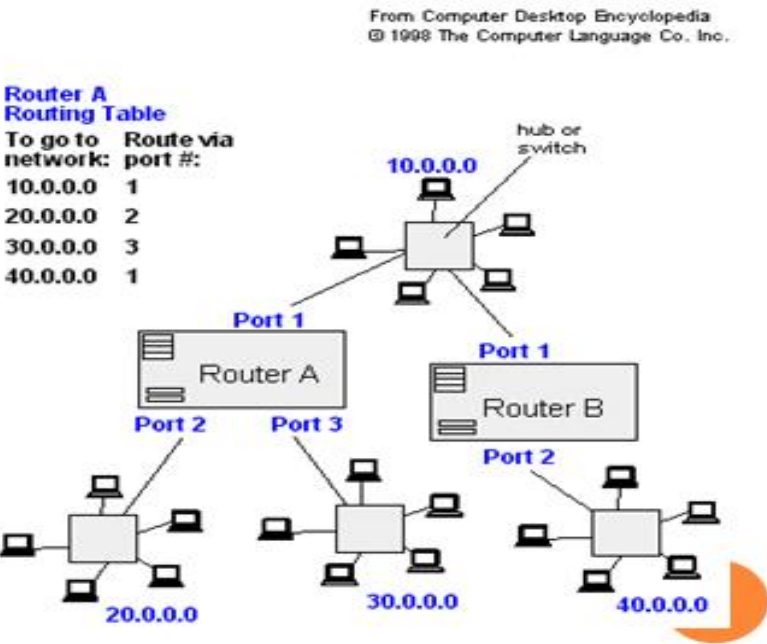 From Computer Desktop Encyclopedia
© 1998 The Computer Language Co. Inc.
Router A
Routing Table
To go to Route via
network: port #:
10.0.0.0 1
20.0.0.0 2
30.0.0.0 3
40.0.0.0 1
hub or
switch
10.0.0.0
Port 1
Router A
Port 2 Port 3
Port 1
Router B
Port 2
20.0.0.0
30.0.0.0
40.0.0.0